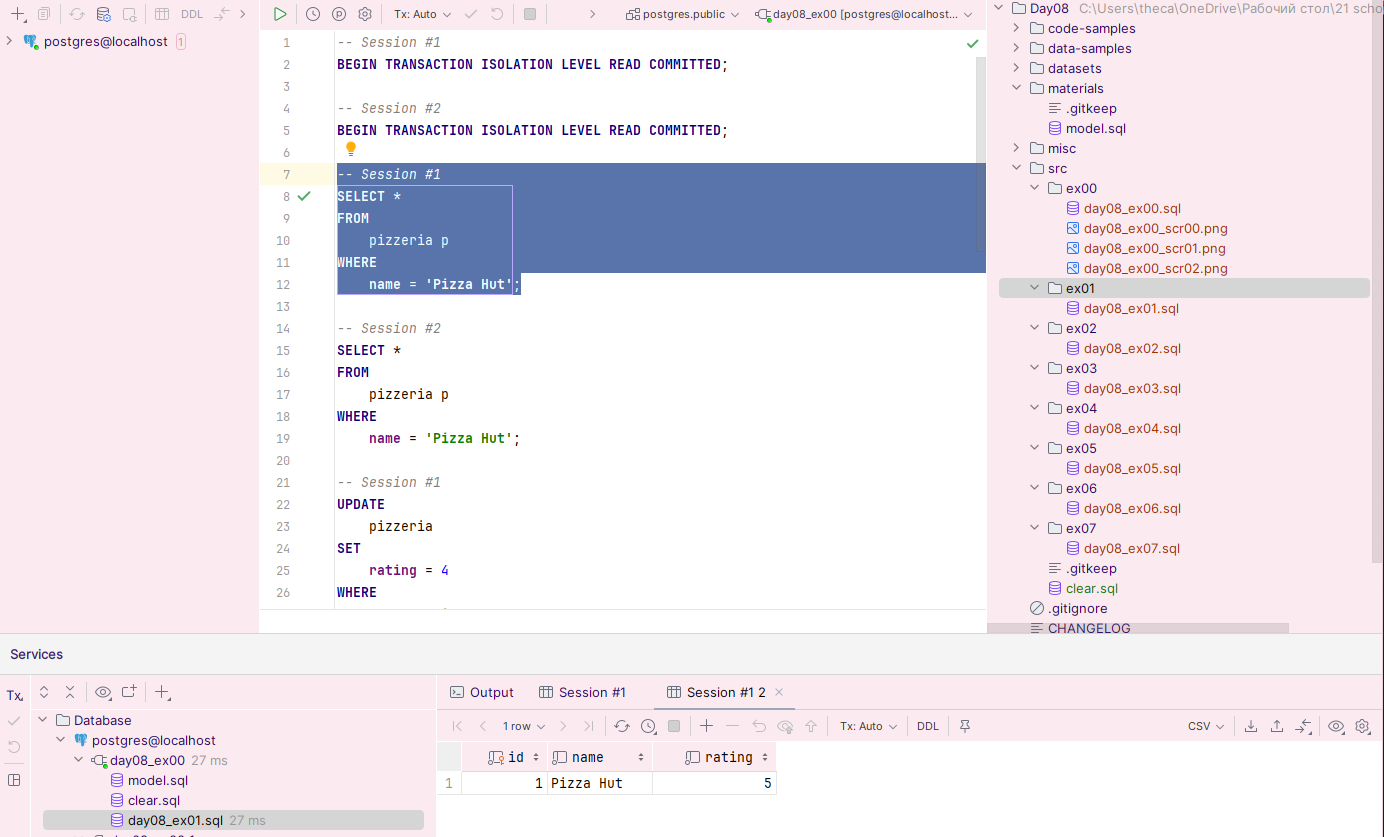 DDL
Tx: Auto
postgres.public
day08_ex00 [postgres@localhost...
postgres@localhost 1
1 -- Session #1
2 BEGIN TRANSACTION ISOLATION LEVEL READ COMMITTED;
3
4 -- Session #2
5 BEGIN TRANSACTION ISOLATION LEVEL READ COMMITTED;
6
7 -- Session #1
8 SELECT *
9 FROM
10 pizzeria p
11 WHERE
12 name = 'Pizza Hut';
13
14 -- Session #2
15 SELECT *
16 FROM
17 pizzeria p
18 WHERE
19 name = 'Pizza Hut';
20
21 -- Session #1
22 UPDATE
23 pizzeria
24 SET
25 rating = 4
26 WHERE
Day08 C:\Users\theca\OneDrive\Рабочий стол\21 scho
code-samples
data-samples
datasets
materials
.gitkeep
model.sql
misc
src
ex00
day08_ex00.sql
day08_ex00_scr00.png
day08_ex00_scr01.png
day08_ex00_scr02.png
ex01
day08_ex01.sql
ex02
day08_ex02.sql
ex03
day08_ex03.sql
ex04
day08_ex04.sql
ex05
day08_ex05.sql
ex06
day08_ex06.sql
ex07
day08_ex07.sql
.gitkeep
clear.sql
.gitignore
CHANGELOG
Services
Tx
Database
postgres@localhost
day08_ex00 27 ms
model.sql
clear.sql
day08_ex01.sql 27 ms
Output
Session #1
Session #1 2
1 row
Tx: Auto
DDL
CSV
id name rating
1 1 Pizza Hut 5